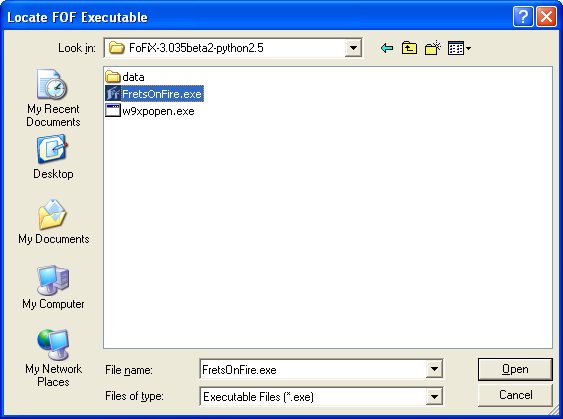 Locate FOF Executable
Look in: FoFiX-3.035beta2-python2.5
data
FretsOnFire.exe
w9xpopen.exe
My Recent
Documents
Desktop
My Documents
My Computer
My Network
Places
File name: FretsOnFire.exe Open
Files of type: Executable Files (*.exe) Cancel